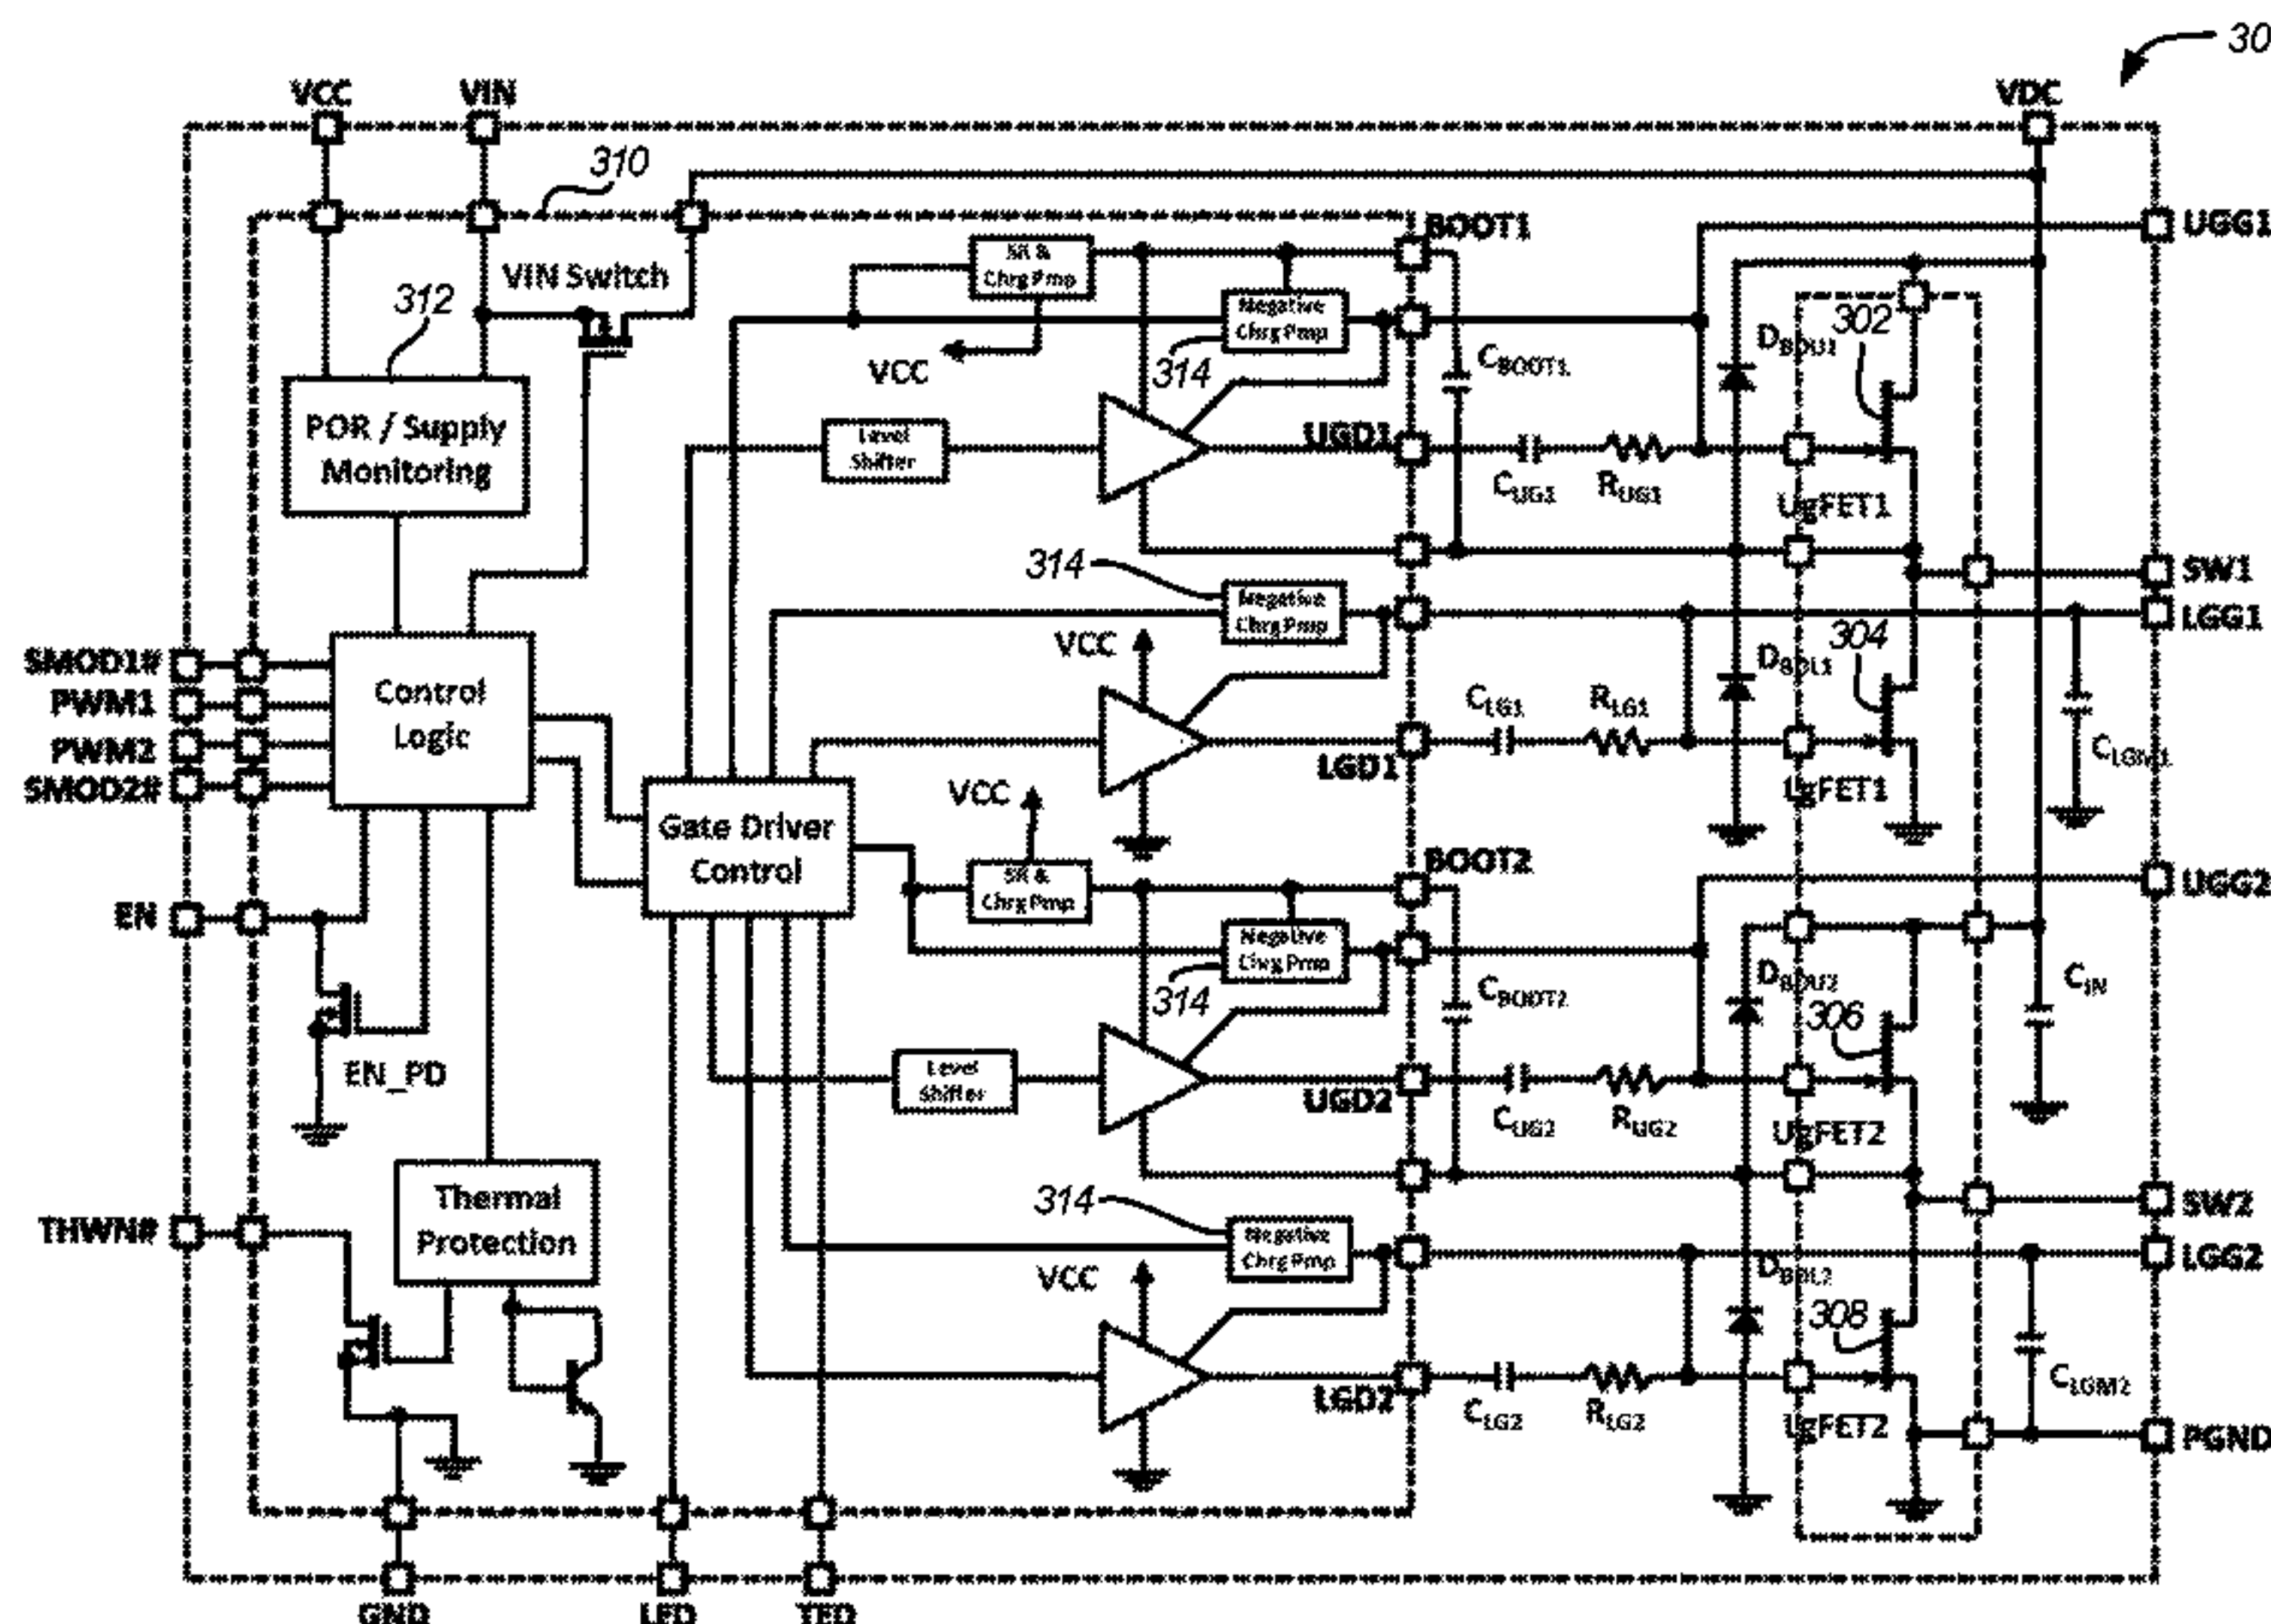 30
VCC
VIN
VDC
310
BOOT1
UGG1
SR &
Chrg Pmp
VIN Switch
312
Negative
Chrg Pmp
302
DBDU1
VCC
314
CBOOT1
POR / Supply
Monitoring
Level
Shifter
UGD1
CUG1
RUG1
UgFET1
314
SW1
Negative
Chrg Pmp
LGG1
VCC
304
DBDL1
SMOD1#
PWM1
PWM2
SMOD2#
Control
Logic
CLG1
RLG1
CLGM1
LGD1
LgFET1
VCC
Gate Driver
Control
BOOT2
SR &
Chrg Pmp
UGG2
EN
Negative
Chrg Pmp
314
CBOOT2
DBDU2
CIN
306
EN_PD
Level
Shifter
UGD2
CUG2
RUG2
UgFET2
Thermal
Protection
314
SW2
THWN#
Negative
Chrg Pmp
LGG2
VCC
DBDL2
308
CLGM2
LGD2
CLG2
RLG2
LgFET2
PGND
GND
LFD
TFD